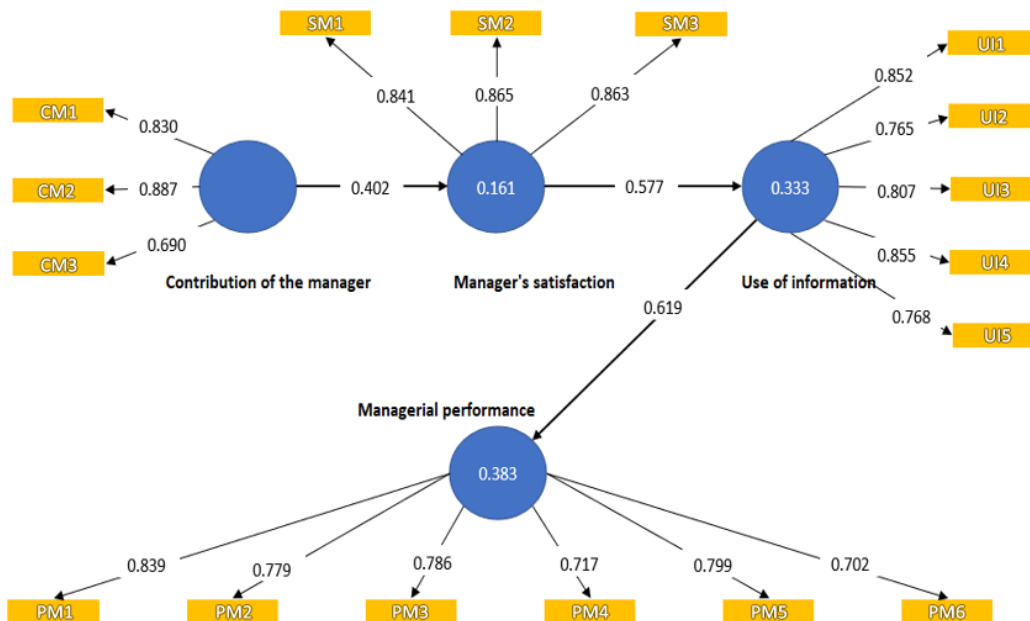 SM1
SM2
SM3
UI1
0.852
0.841
0.865
0.863
CM1
0.830
UI2
0.765
CM2
0.887
0.402
0.161
0.577
0.333
0.807
UI3
CM3
0.690
0.855
UI4
Contribution of the manager
Manager's satisfaction
Use of information
0.619
0.768
UI5
Managerial performance
0.383
0.839
0.779
0.786
0.717
0.799
0.702
PM1
PM2
PM3
PM4
PM5
PM6